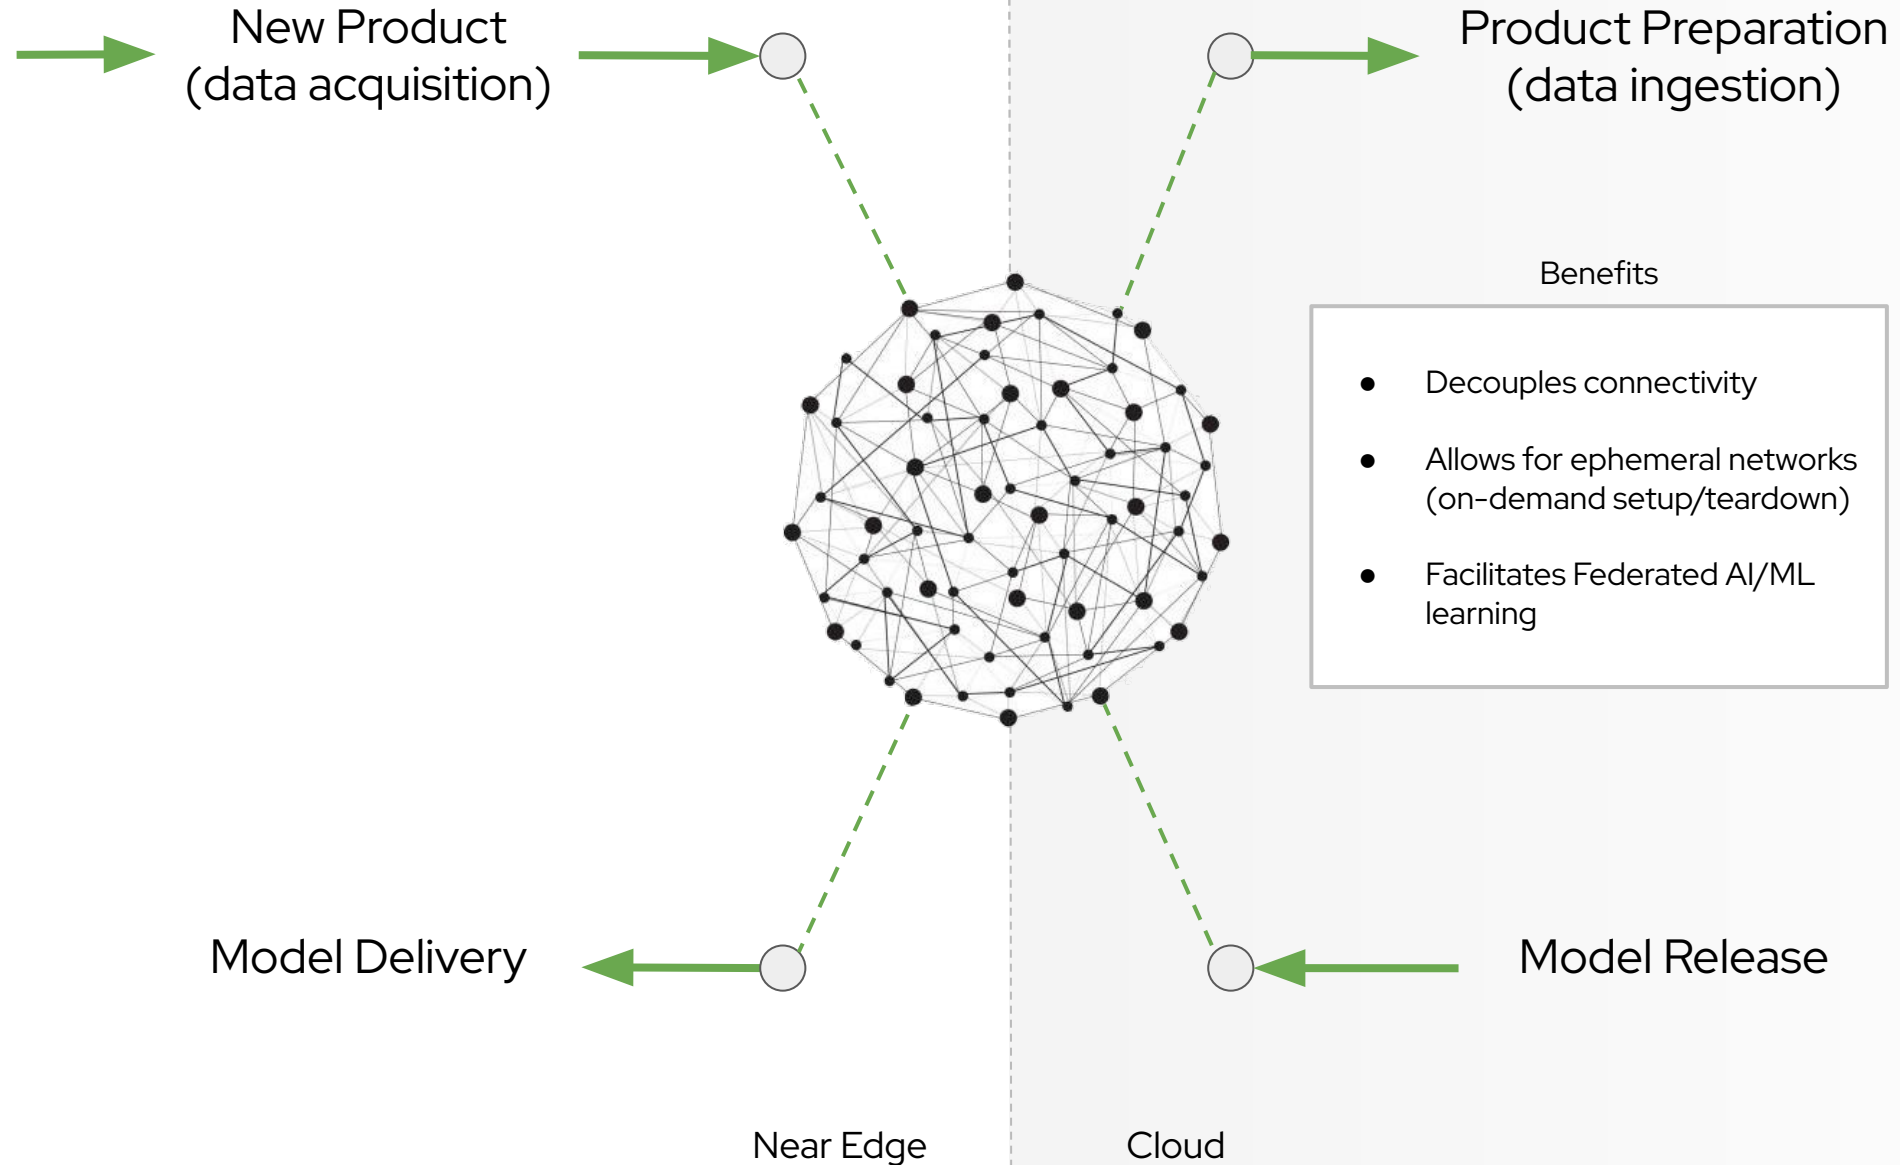 New Product
(data acquisition)
Product Preparation
(data ingestion)
Benefits
● Decouples connectivity
● Allows for ephemeral networks
(on-demand setup/teardown)
● Facilitates Federated AI/ML
learning
Model Delivery
Model Release
Near Edge
Cloud